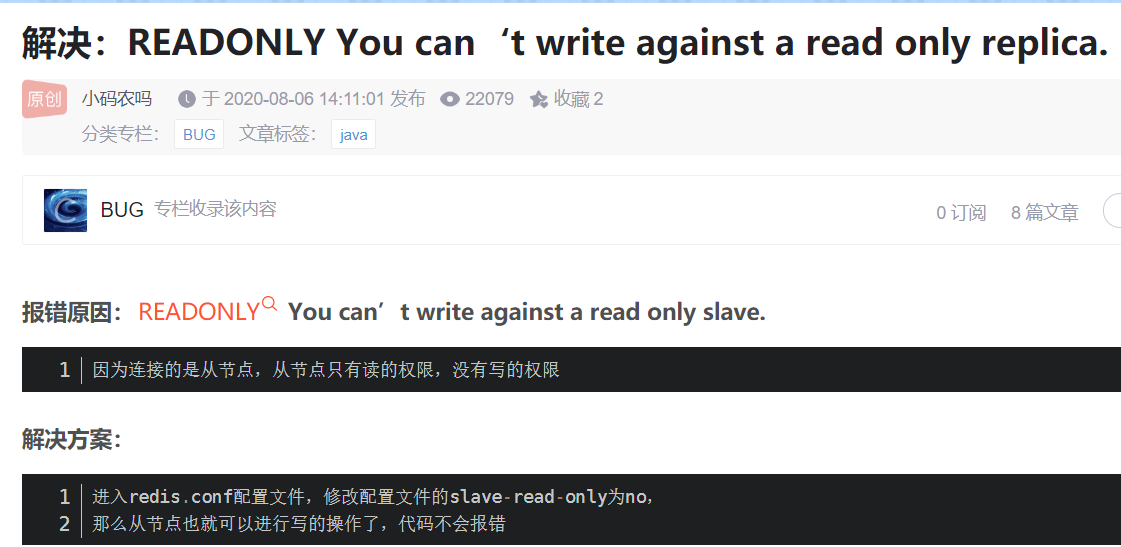 解决：READONLY You can‘t write against a read only replica.
原创 小码农吗 于 2020-08-06 14:11:01 发布 22079 收藏 2
分类专栏： BUG 文章标签： java
BUG 专栏收录该内容 0 订阅 8 篇文章
报错原因： READONLY You can’t write against a read only slave.
1 因为连接的是从节点，从节点只有读的权限，没有写的权限
解决方案：
1 进入redis.conf配置文件，修改配置文件的slave-read-only为no，
2 那么从节点也就可以进行写的操作了，代码不会报错